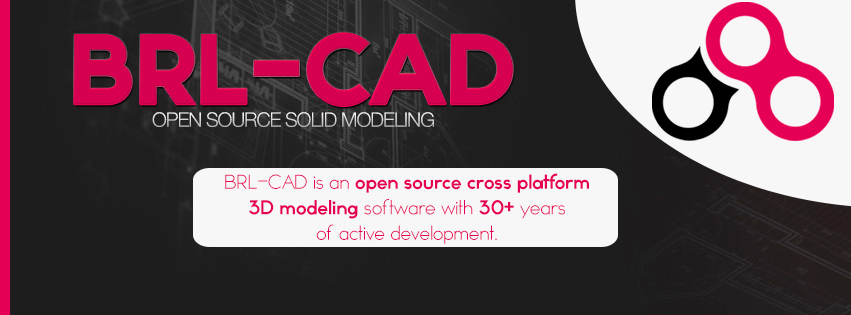 BRL-CAD
OPEN SOURCE SOLID MODELING
BRL-CAD is an open source cross platform
3D modeling software with 30+ years
of active development.